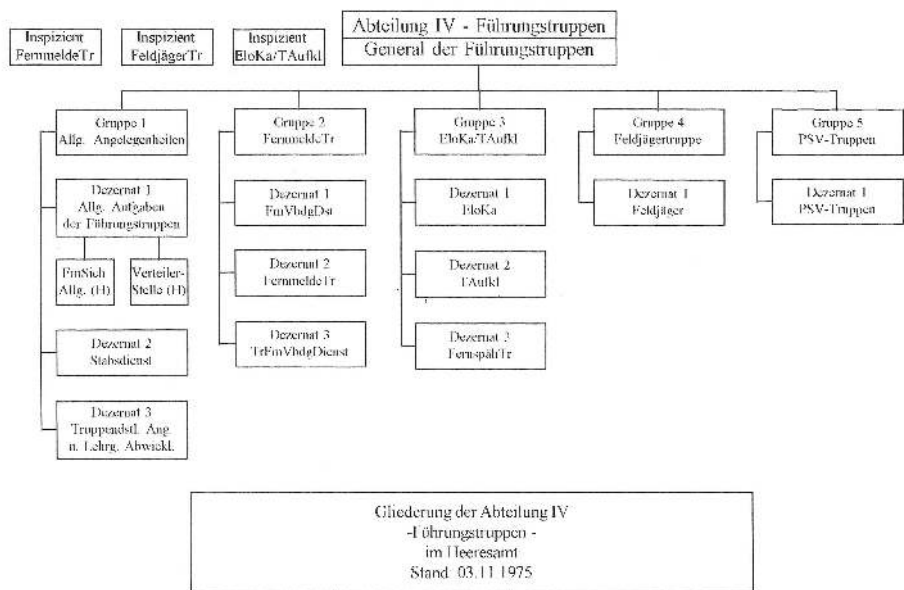 Inspizient
FernmeldeTr
Inspizient
FeldjägerTr
Inspizient
EloKa/TAufkl
Abteilung IV - Führungstruppen
General der Führungstruppen
Gruppe 1
Allg. Angelegenheiten
Dezernat 1
Allg. Aufgaben
der Führungstruppen
FmSich
Allg. (H)
Verteiler-
Stelle (H)
Dezernat 2
Stabsdienst
Dezernat 3
Truppendstl. Ang.
u. Lehrg. Abwickl.
Gruppe 2
FernmeldeTr
Dezernat 1
FmVbdgDst
Dezernat 2
FernmeldeTr
Dezernat 3
TrFmVbdgDienst
Gruppe 3
EloKa/TAufkl
Dezernat 1
EloKa
Dezernat 2
TAufkl
Dezernat 3
FernspähTr
Gruppe 4
Feldjägertruppe
Dezernat 1
Feldjäger
Gruppe 5
PSV-Truppen
Dezernat 1
PSV-Truppen
Gliederung der Abteilung IV
-Führungstruppen -
im Heeresamt
Stand: 03.11.1975